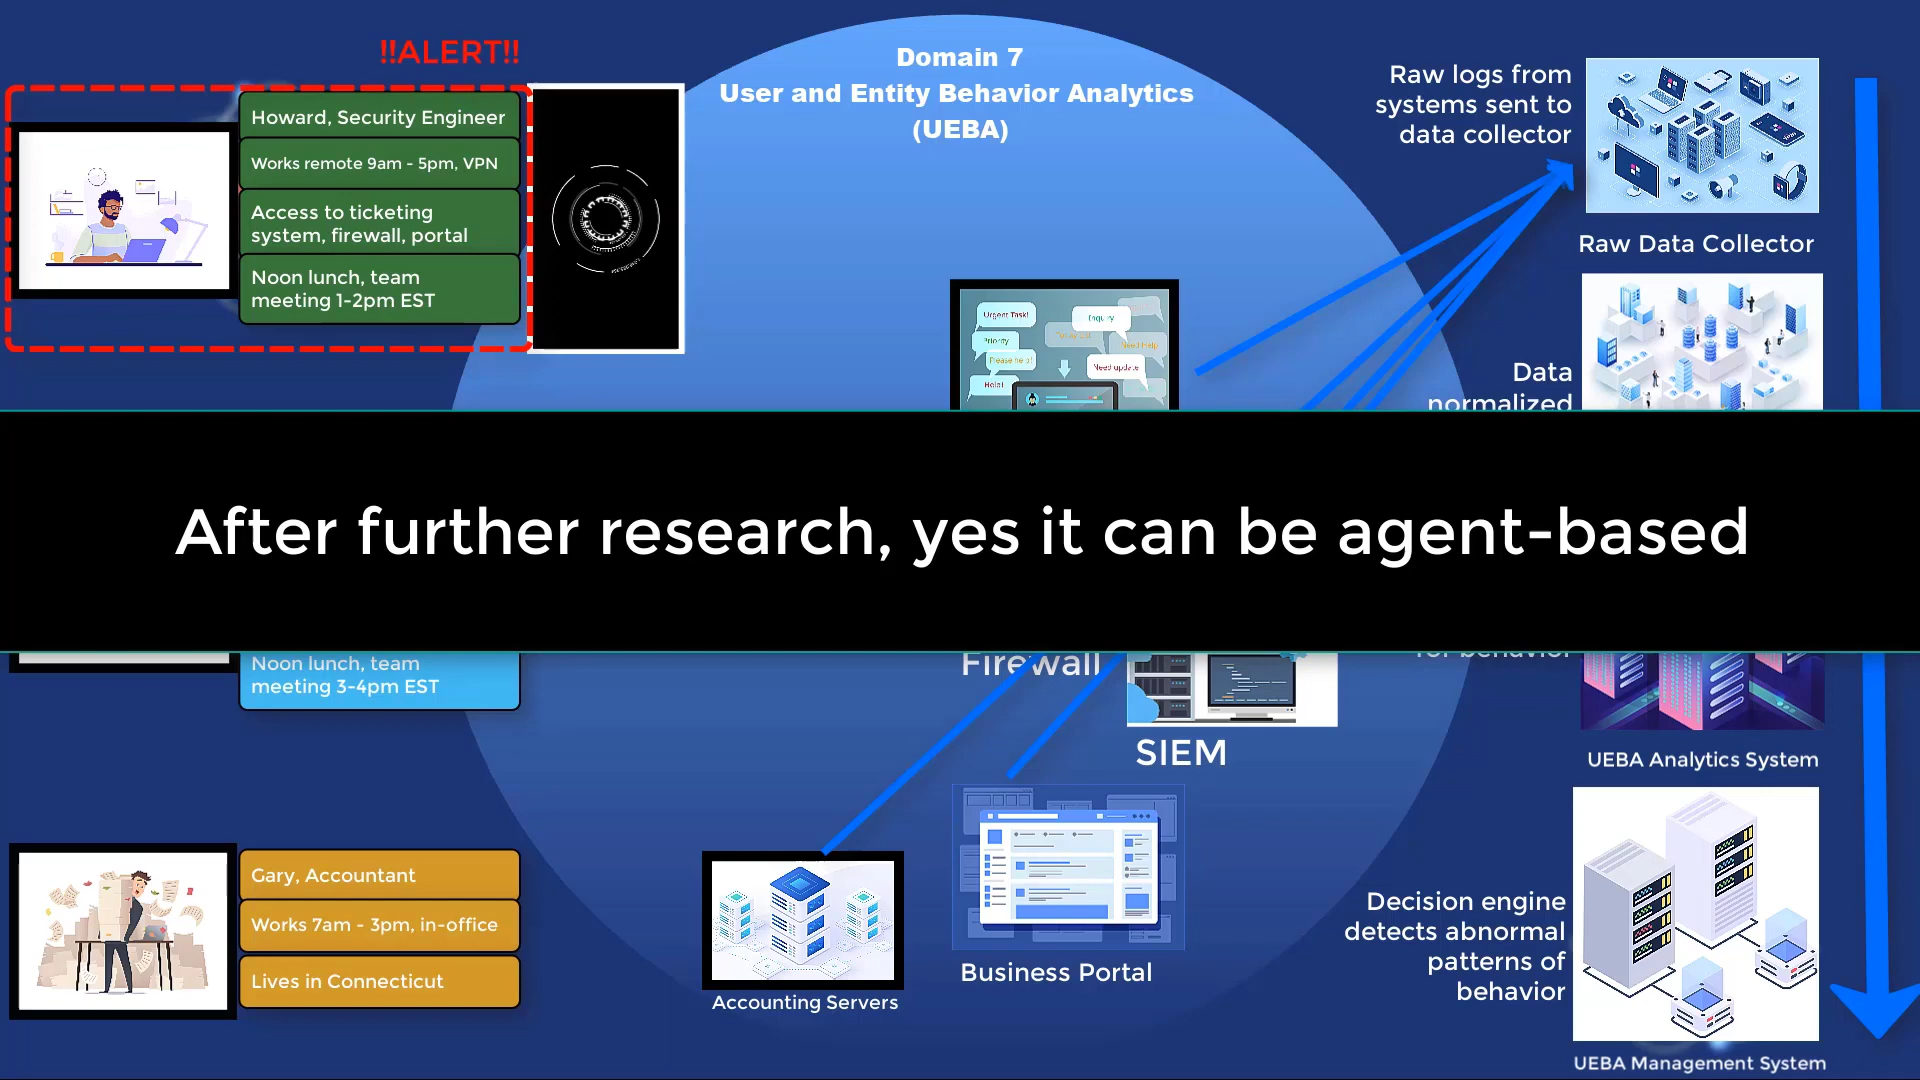 !!ALERT!!
Domain 7
User and Entity Behavior Analytics
(UEBA)
Howard, Security Engineer
Works remote 9am - 5pm, VPN
Access to ticketing
system, firewall, portal
Noon lunch, team
meeting 1-2pm EST
Raw logs from
systems sent to
data collector
Raw Data Collector
Urgent Task!
Inquiry
Priority
Please help!
Need Help
Need update
Help!
Data
normalized
After further research, yes it can be agent-based
Noon lunch, team
meeting 3-4pm EST
Firewall
for behavior
SIEM
UEBA Analytics System
Gary, Accountant
Works 7am - 3pm, in-office
Lives in Connecticut
Accounting Servers
Business Portal
Decision engine
detects abnormal
patterns of
behavior
UEBA Management System